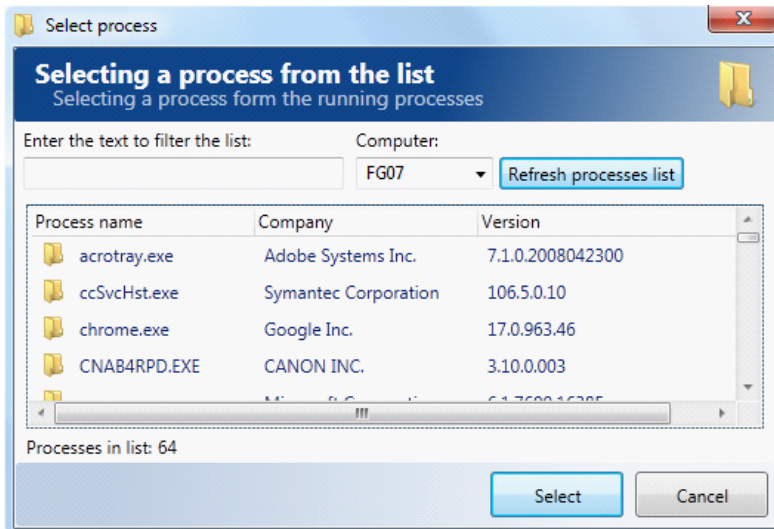 Select process
Selecting a process from the list
Selecting a process form the running processes
Enter the text to filter the list: Computer:
FG07 Refresh processes list
Process name Company Version
acrotray.exe Adobe Systems Inc. 7.1.0.2008042300
ccSvcHst.exe Symantec Corporation 106.5.0.10
chrome.exe Google Inc. 17.0.963.46
CNAB4RPD.EXE CANON INC. 3.10.0.003
Processes in list: 64
Select Cancel